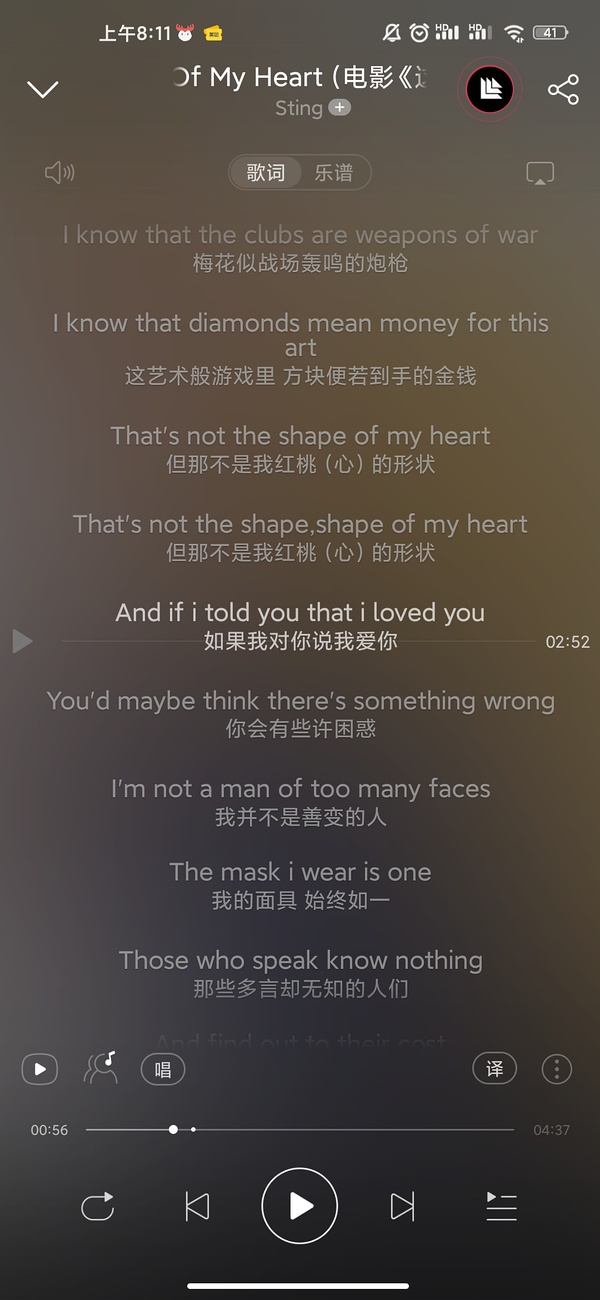 上午8:11
HD HD 41
Of My Heart (电影《这
Sting
歌词 乐谱
I know that the clubs are weapons of war
梅花似战场轰鸣的炮枪
I know that diamonds mean money for this
art
这艺术般游戏里 方块便若到手的金钱
That's not the shape of my heart
但那不是我红桃（心）的形状
That's not the shape,shape of my heart
但那不是我红桃（心）的形状
And if i told you that i loved you
如果我对你说我爱你
02:52
You'd maybe think there's something wrong
你会有些许困惑
I'm not a man of too many faces
我并不是善变的人
The mask i wear is one
我的面具 始终如一
Those who speak know nothing
那些多言却无知的人们
And find out to their cost
唱 译
00:56 04:37